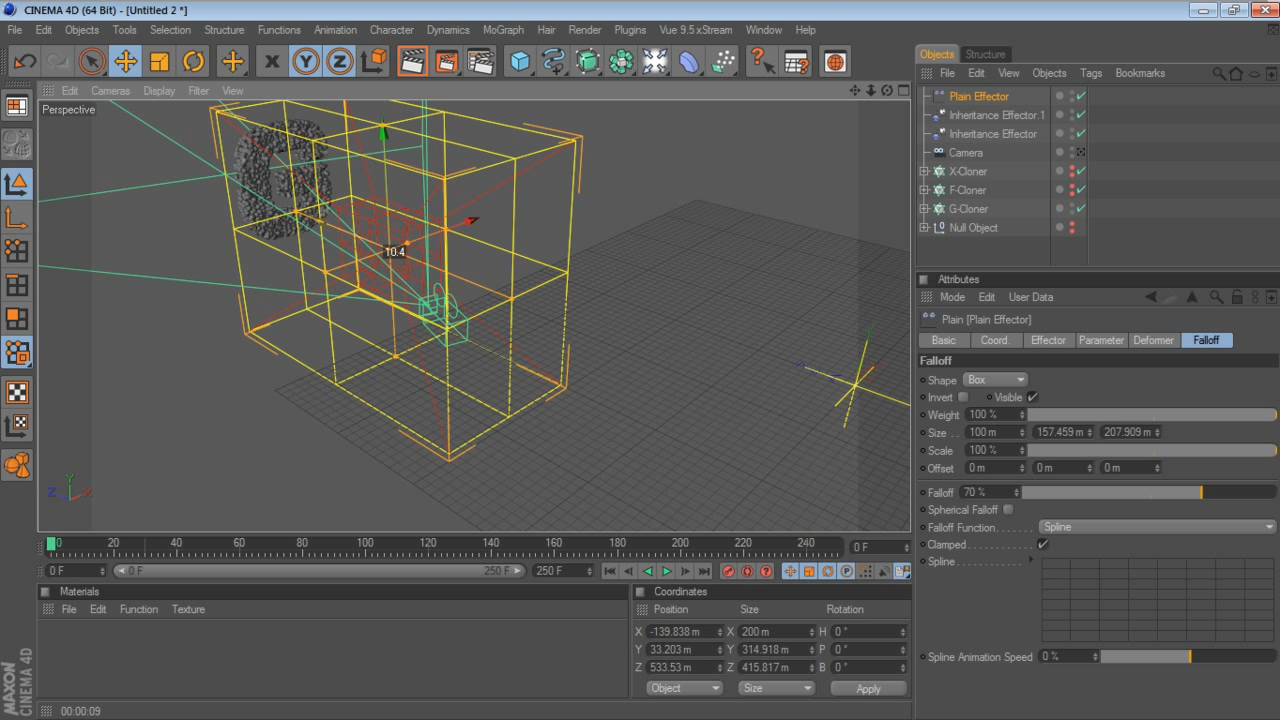 CINEMA 4D (64 Bit) - [Untitled 2 *]
File Edit Objects Tools Selection Structure Functions Animation Character Dynamics MoGraph Hair Render Plugins Vue 9.5 xStream Window Help
X Y Z
Edit Cameras Display Filter View
Perspective
10.4
Y
Z X
0 20 40 60 80 100 120 140 160 180 200 220 240 0 F
0 F 0 F 250 F 250 F
Materials
File Edit Function Texture
Coordinates
Position Size Rotation
X -139.838 m X 200 m H 0 °
Y 33.203 m Y 314.918 m P 0 °
Z 533.53 m Z 415.817 m B 0 °
Object Size Apply
MAXON
CINEMA 4D
00:00:09
Objects Structure
File Edit View Objects Tags Bookmarks
Plain Effector
Inheritance Effector.1
Inheritance Effector
Camera
X-Cloner
F-Cloner
G-Cloner
Null Object
Attributes
Mode Edit User Data
Plain [Plain Effector]
Basic Coord. Effector Parameter Deformer Falloff
Falloff
Shape Box
Invert Visible
Weight 100 %
Size . . 100 m 157.459 m 207.909 m
Scale 100 %
Offset 0 m 0 m 0 m
Falloff 70 %
Spherical Falloff
Falloff Function . . . . . . . Spline
Clamped . . . . . . . . . . . . .
Spline . . . . . . . . . . . . .
Spline Animation Speed 0 %